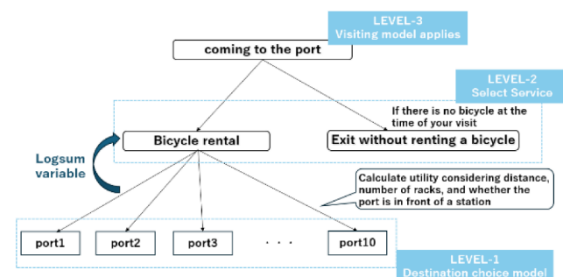 LEVEL-3
Visiting model applies
coming to the port
LEVEL-2
Select Service
If there is no bicycle at the
time of your visit
Bicycle rental
Exit without renting a bicycle
Logsum
variable
Calculate utility considering distance,
number of racks, and whether the
port is in front of a station
port1
port2
port3
· · ·
port10
LEVEL-1
Destination choice model